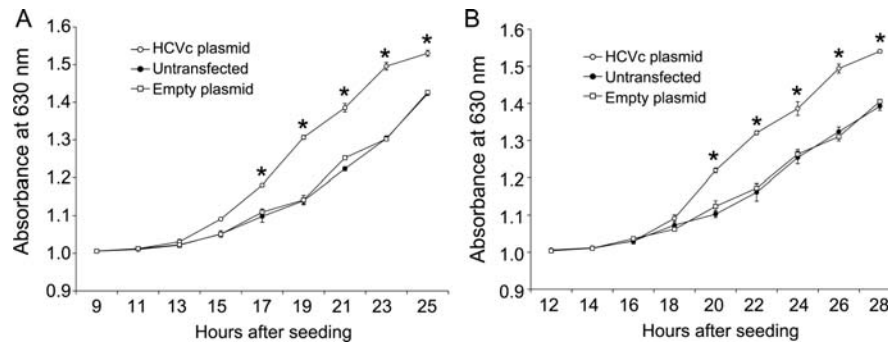 A
1.6
1.5
1.4
1.3
1.2
1.1
1.0
0.9
Absorbance at 630 nm
HCVc plasmid
Untransfected
Empty plasmid
* * * * *
9 11 13 15 17 19 21 23 25
Hours after seeding
B
1.6
1.5
1.4
1.3
1.2
1.1
1.0
0.9
Absorbance at 630 nm
HCVc plasmid
Untransfected
Empty plasmid
* * * * *
12 14 16 18 20 22 24 26 28
Hours after seeding